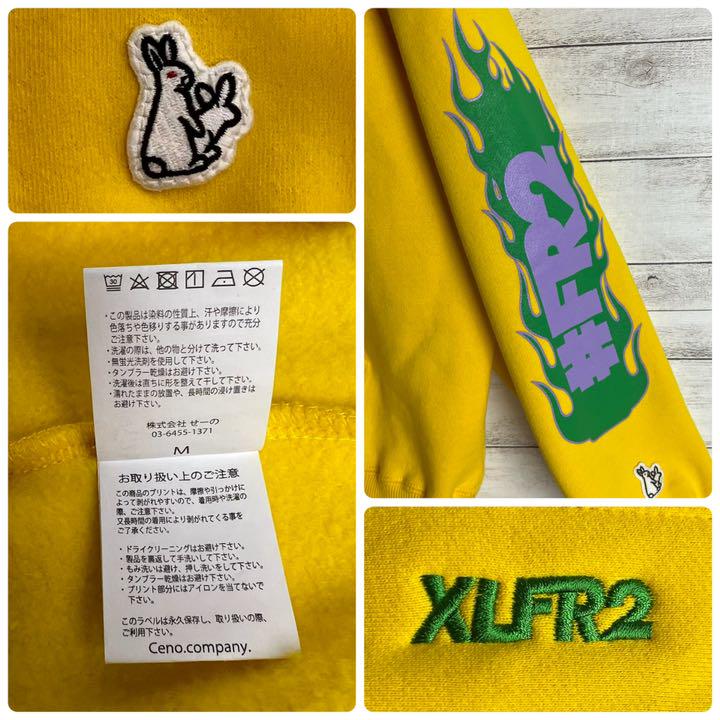 #FR2
30
・この製品は染料の性質上、汗や摩擦により
色落ちや色移りする事がありますので充分
ご注意下さい。
・洗濯の際は、他の物と分けて洗って下さい。
・無蛍光洗剤を使用して下さい。
・タンブラー乾燥はお避け下さい。
・洗濯後は直ちに形を整えて干して下さい。
・濡れたままの放置や、長時間の浸け置きは
お避け下さい。
株式会社 せーの
03-6455-1371
M
お取り扱い上のご注意
この商品のプリントは、摩擦や引っかけに
よって剥がれやすいので、着用時や洗濯の
際、ご注意下さい。
又長時間の着用により剥がれてくる事を
ご了承ください。
・ドライクリーニングはお避け下さい。
・製品を裏返して手洗いして下さい。
・もみ洗いは避け、押し洗いをして下さい。
・タンブラー乾燥はお避け下さい。
・プリント部分にはアイロンを当てないで
下さい。
このラベルは永久保存し、取り扱いの際、
ご利用下さい。
Ceno.company.
XLFR2